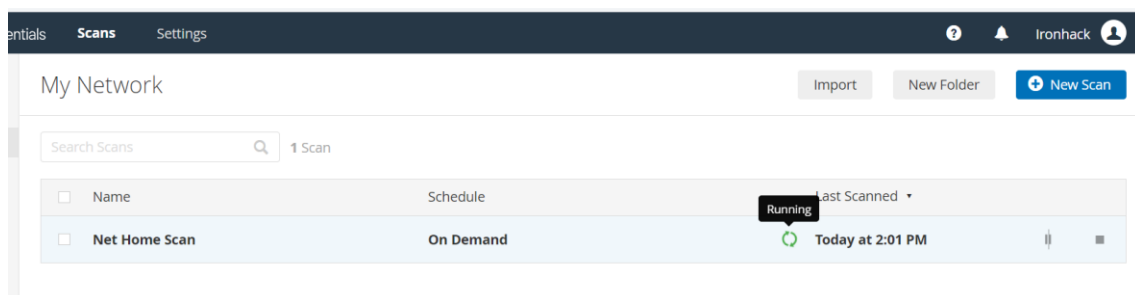 entials Scans Settings Ironhack
My Network Import New Folder New Scan
Search Scans 1 Scan
Name Schedule Last Scanned
Running
Net Home Scan On Demand Today at 2:01 PM